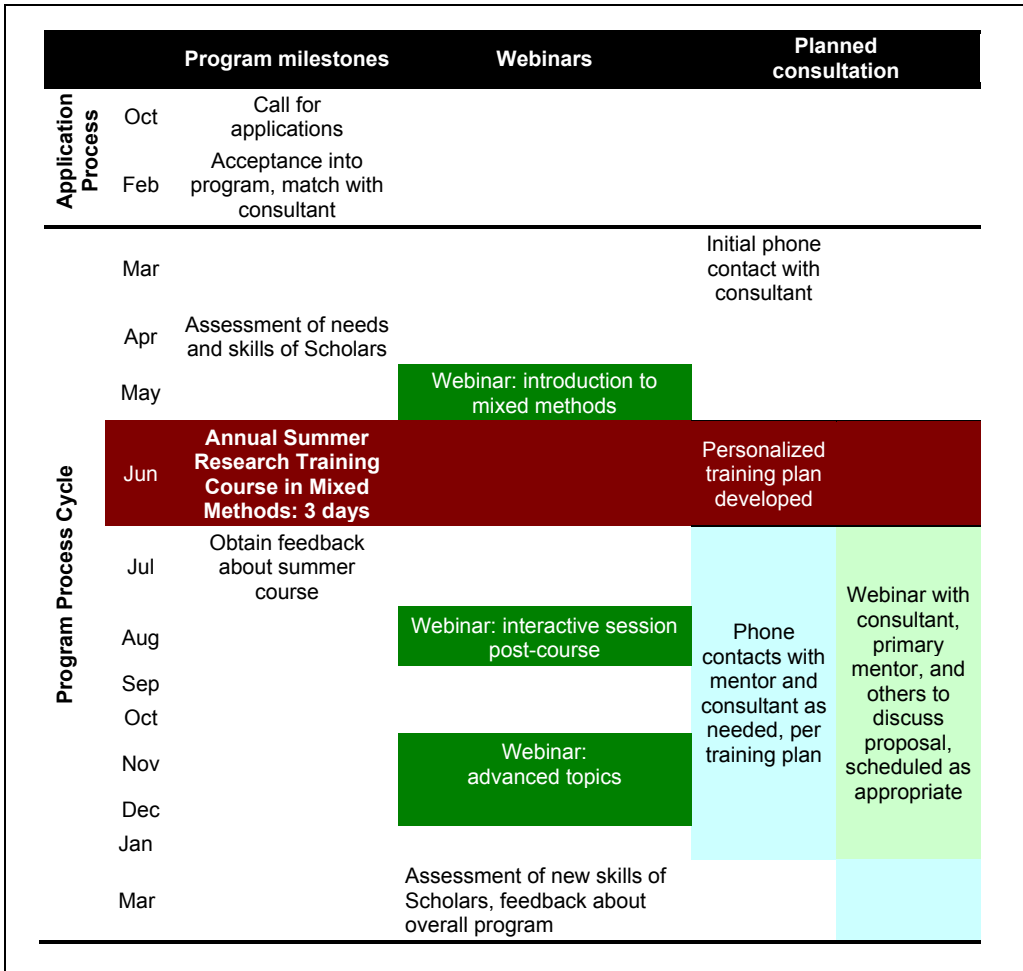 Program milestones
Webinars
Planned
consultation
Application
Process
Oct
Call for
applications
Feb
Acceptance into
program, match with
consultant
Program Process Cycle
Mar
Initial phone
contact with
consultant
Apr
Assessment of needs
and skills of Scholars
May
Webinar: introduction to
mixed methods
Jun
Annual Summer
Research Training
Course in Mixed
Methods: 3 days
Personalized
training plan
developed
Jul
Obtain feedback
about summer
course
Aug
Webinar: interactive session
post-course
Phone
contacts with
mentor and
consultant as
needed, per
training plan
Webinar with
consultant,
primary
mentor, and
others to
discuss
proposal,
scheduled as
appropriate
Sep
Oct
Nov
Webinar:
advanced topics
Dec
Jan
Mar
Assessment of new skills of
Scholars, feedback about
overall program